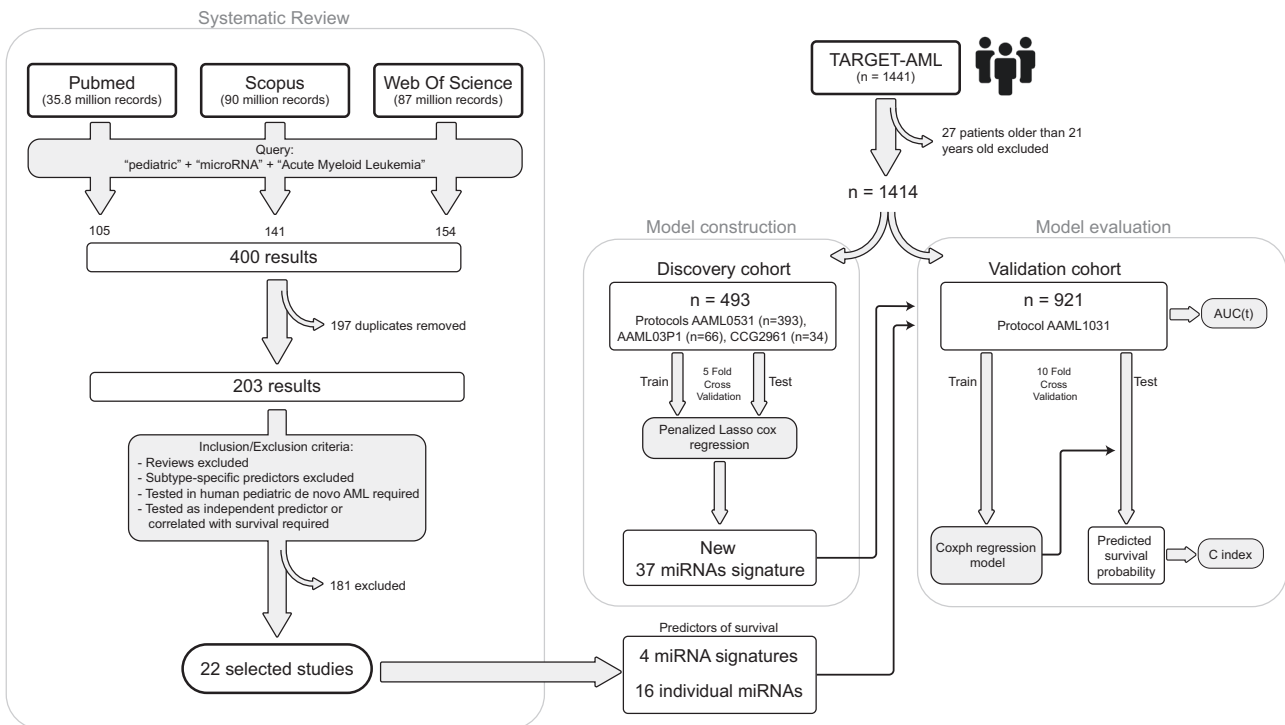 Systematic Review
Pubmed
(35.8 million records)
Scopus
(90 million records)
Web Of Science
(87 million records)
Query:
“pediatric” + “microRNA” + “Acute Myeloid Leukemia”
105
141
154
400 results
197 duplicates removed
203 results
Inclusion/Exclusion criteria:
- Reviews excluded
- Subtype-specific predictors excluded
- Tested in human pediatric de novo AML required
- Tested as independent predictor or
correlated with survival required
181 excluded
22 selected studies
TARGET-AML
(n = 1441)
27 patients older than 21
years old excluded
n = 1414
Model construction
Discovery cohort
n = 493
Protocols AAML0531 (n=393),
AAML03P1 (n=66), CCG2961 (n=34)
Train
5 Fold
Cross
Validation
Test
Penalized Lasso cox
regression
New
37 miRNAs signature
Predictors of survival
4 miRNA signatures
16 individual miRNAs
Model evaluation
Validation cohort
n = 921
Protocol AAML1031
AUC(t)
Train
10 Fold
Cross
Validation
Test
Coxph regression
model
Predicted
survival
probability
C index